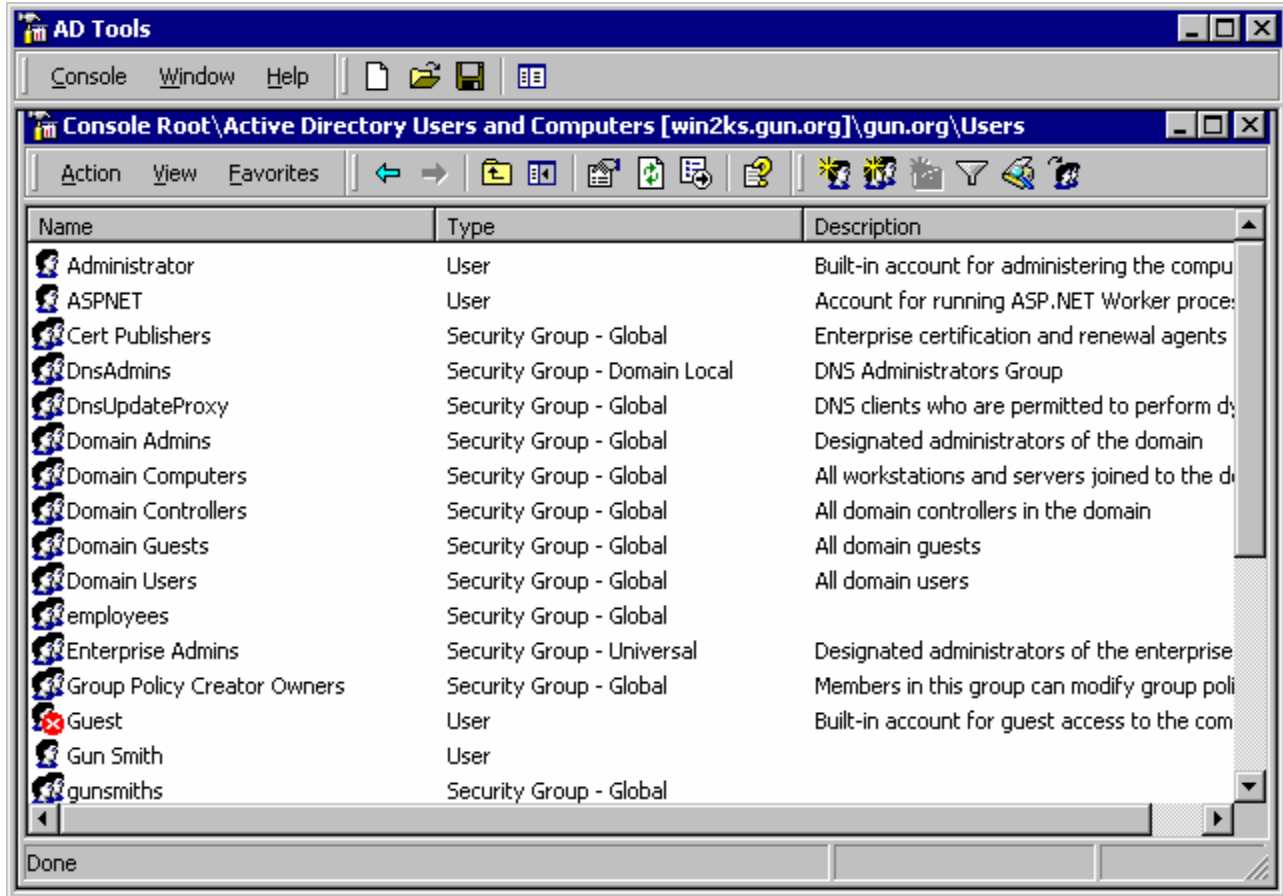 AD Tools
Console Window Help
Console Root\Active Directory Users and Computers [win2ks.gun.org]\gun.org\Users
Action View Favorites
Name Type Description
Administrator User Built-in account for administering the compu
ASPNET User Account for running ASP.NET Worker proces
Cert Publishers Security Group - Global Enterprise certification and renewal agents
DnsAdmins Security Group - Domain Local DNS Administrators Group
DnsUpdateProxy Security Group - Global DNS clients who are permitted to perform dy
Domain Admins Security Group - Global Designated administrators of the domain
Domain Computers Security Group - Global All workstations and servers joined to the do
Domain Controllers Security Group - Global All domain controllers in the domain
Domain Guests Security Group - Global All domain guests
Domain Users Security Group - Global All domain users
employees Security Group - Global
Enterprise Admins Security Group - Universal Designated administrators of the enterprise
Group Policy Creator Owners Security Group - Global Members in this group can modify group poli
Guest User Built-in account for guest access to the com
Gun Smith User
gunsmiths Security Group - Global
Done